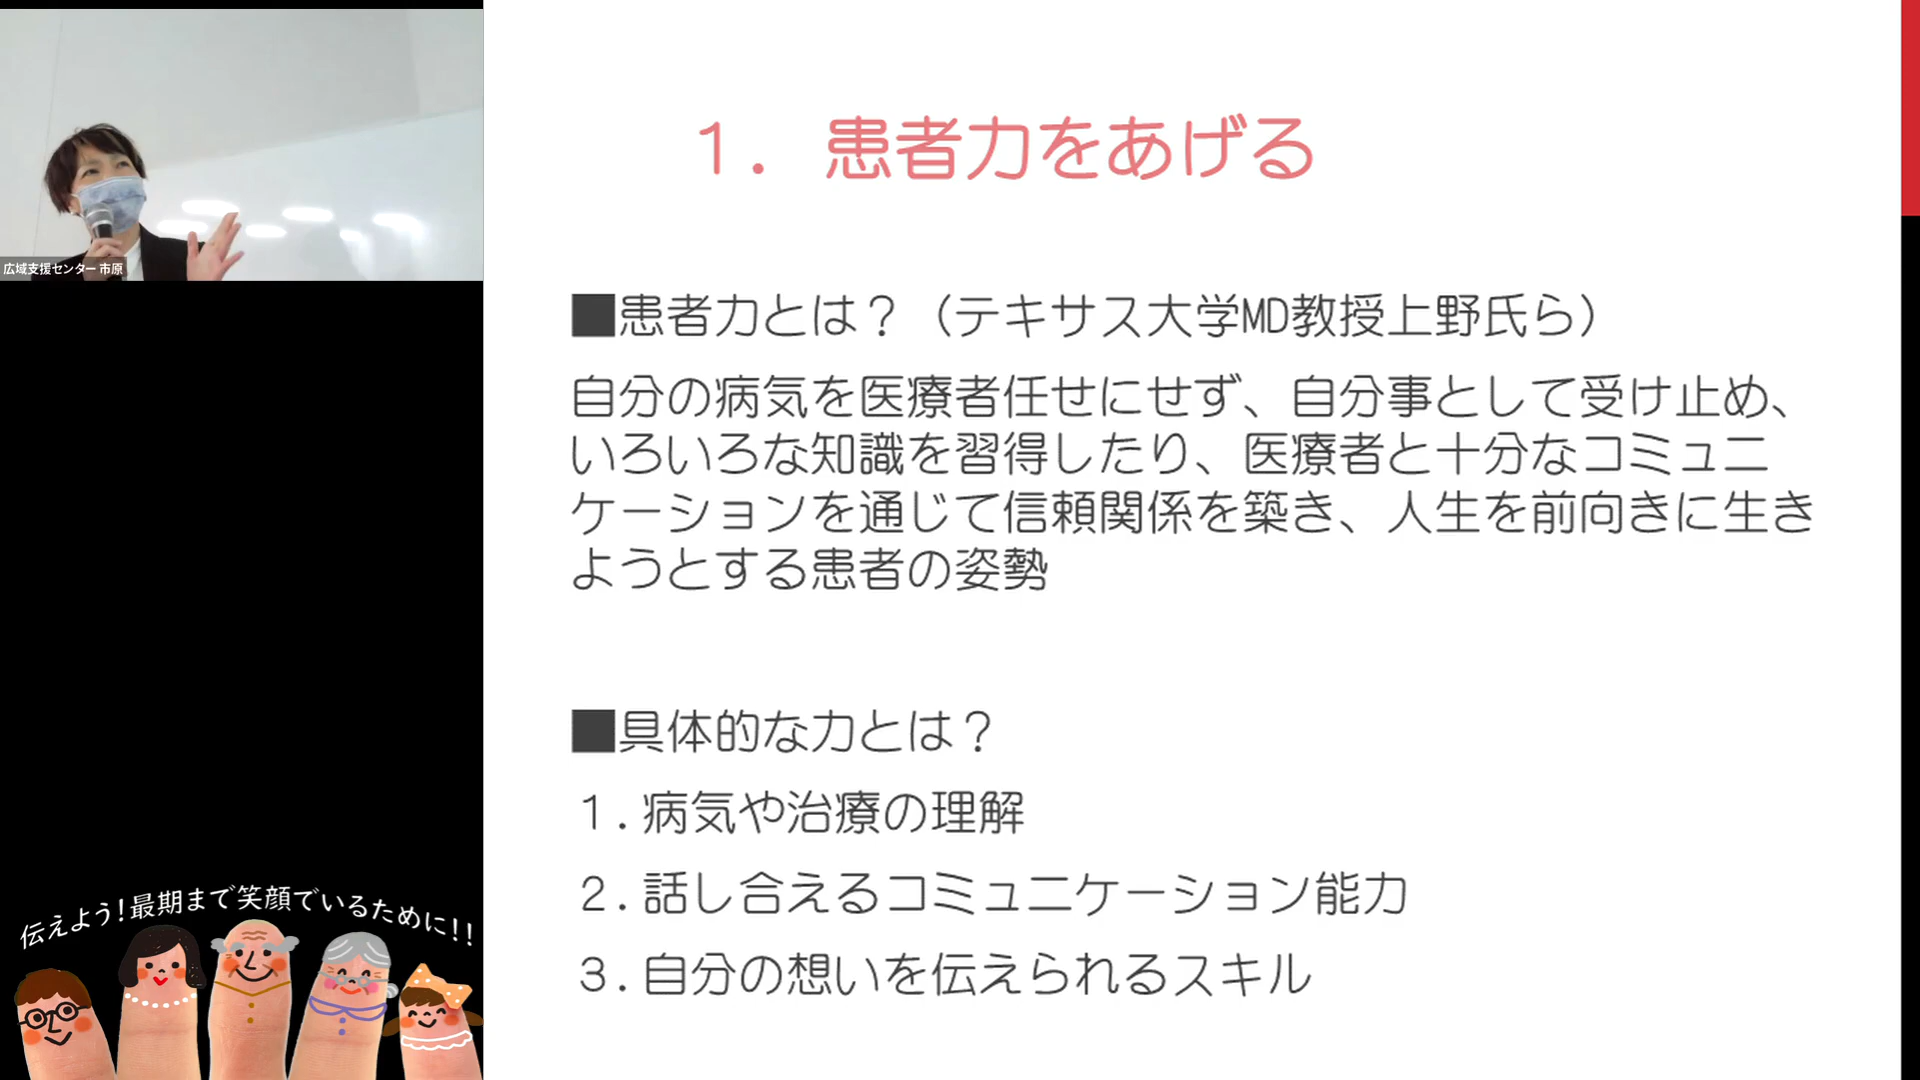 広域支援センター 市原
伝えよう!最期まで笑顔でいるために!!
１．患者力をあげる
■患者力とは？（テキサス大学MD教授上野氏ら）
自分の病気を医療者任せにせず、自分事として受け止め、
いろいろな知識を習得したり、医療者と十分なコミュニ
ケーションを通じて信頼関係を築き、人生を前向きに生き
ようとする患者の姿勢
■具体的な力とは？
１.病気や治療の理解
２.話し合えるコミュニケーション能力
３.自分の想いを伝えられるスキル